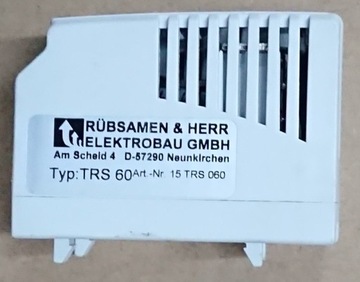 RÜBSAMEN & HERR
ELEKTROBAU GMBH
Am Scheid 4 D-57290 Neunkirchen
Typ: TRS 60 Art.-Nr. 15 TRS 060